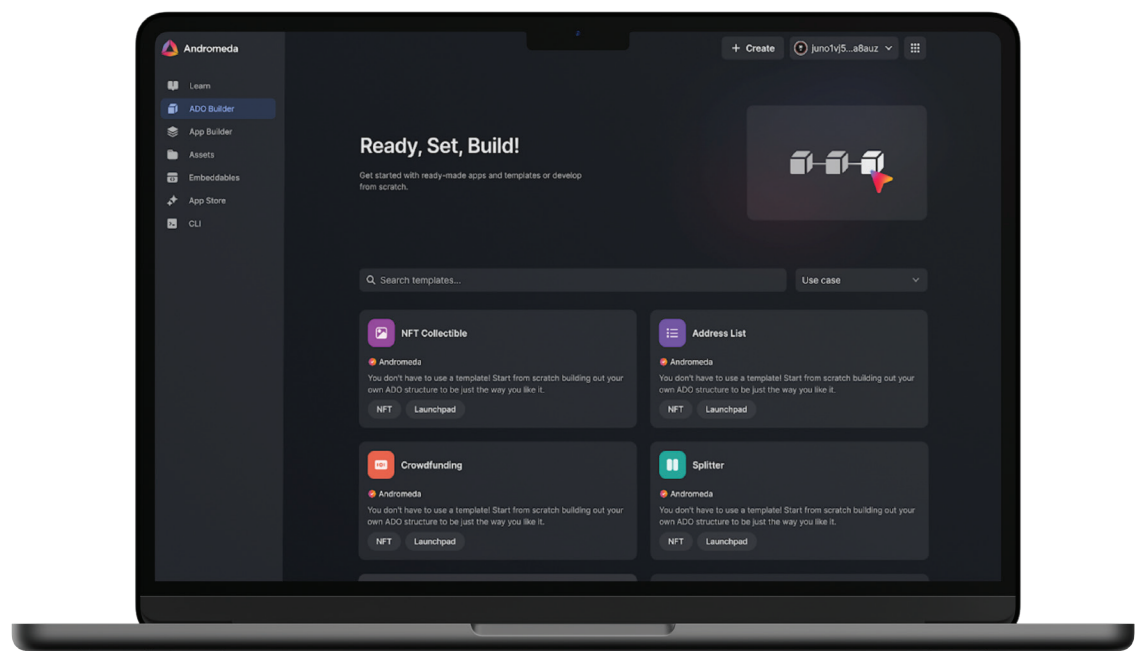 Andromeda
+ Create
juno1vj5...a8auz
Learn
ADO Builder
App Builder
Assets
Embeddables
App Store
CLI
Ready, Set, Build!
Get started with ready-made apps and templates or develop
from scratch.
Search templates...
Use case
NFT Collectible
Andromeda
You don't have to use a template! Start from scratch building out your
own ADO structure to be just the way you like it.
NFT
Launchpad
Address List
Andromeda
You don't have to use a template! Start from scratch building out your
own ADO structure to be just the way you like it.
NFT
Launchpad
Crowdfunding
Andromeda
You don't have to use a template! Start from scratch building out your
own ADO structure to be just the way you like it.
NFT
Launchpad
Splitter
Andromeda
You don't have to use a template! Start from scratch building out your
own ADO structure to be just the way you like it.
NFT
Launchpad